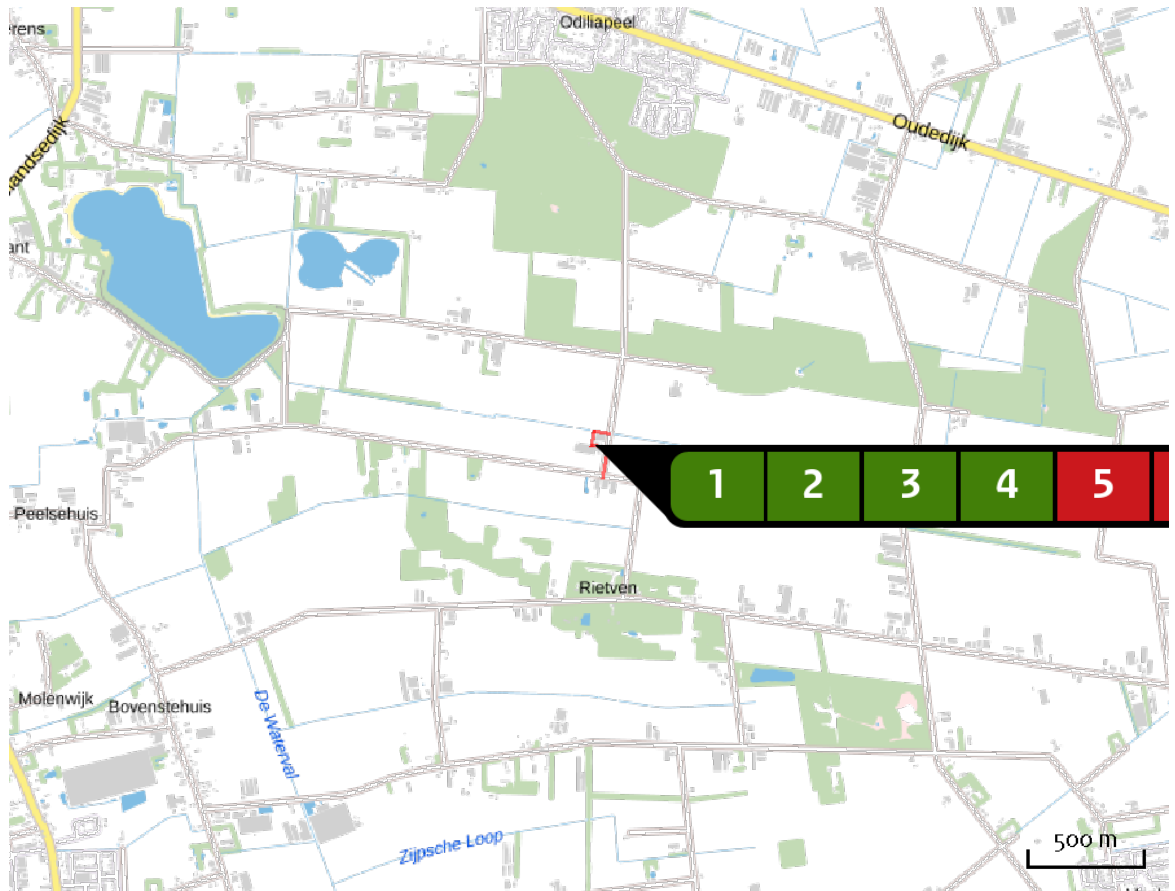 Odiliapeel
erens
Oudedijk
andsedijk
ant
1 2 3 4 5
Peelsehuis
Rietven
Molenwijk
Bovenstehuis
De Waterval
Zijpsche Loop
500 m